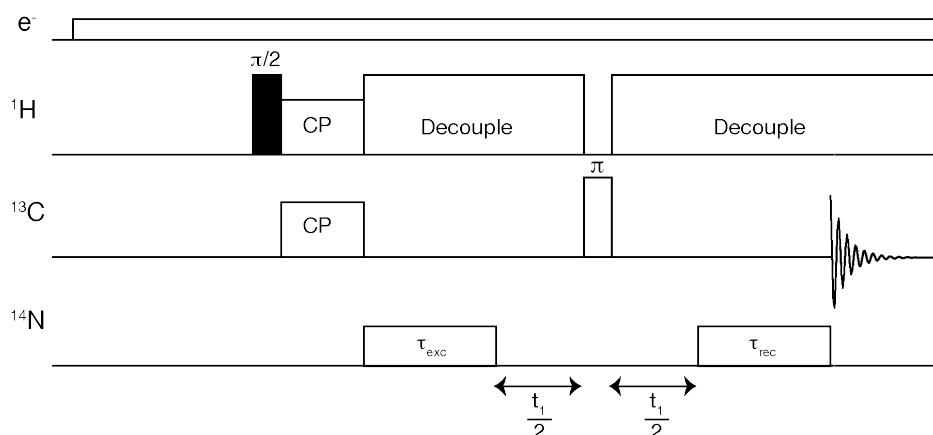 e⁻
π/2
¹H
CP
Decouple
Decouple
π
¹³C
CP
¹⁴N
τexc
τrec
t₁
2
t₁
2